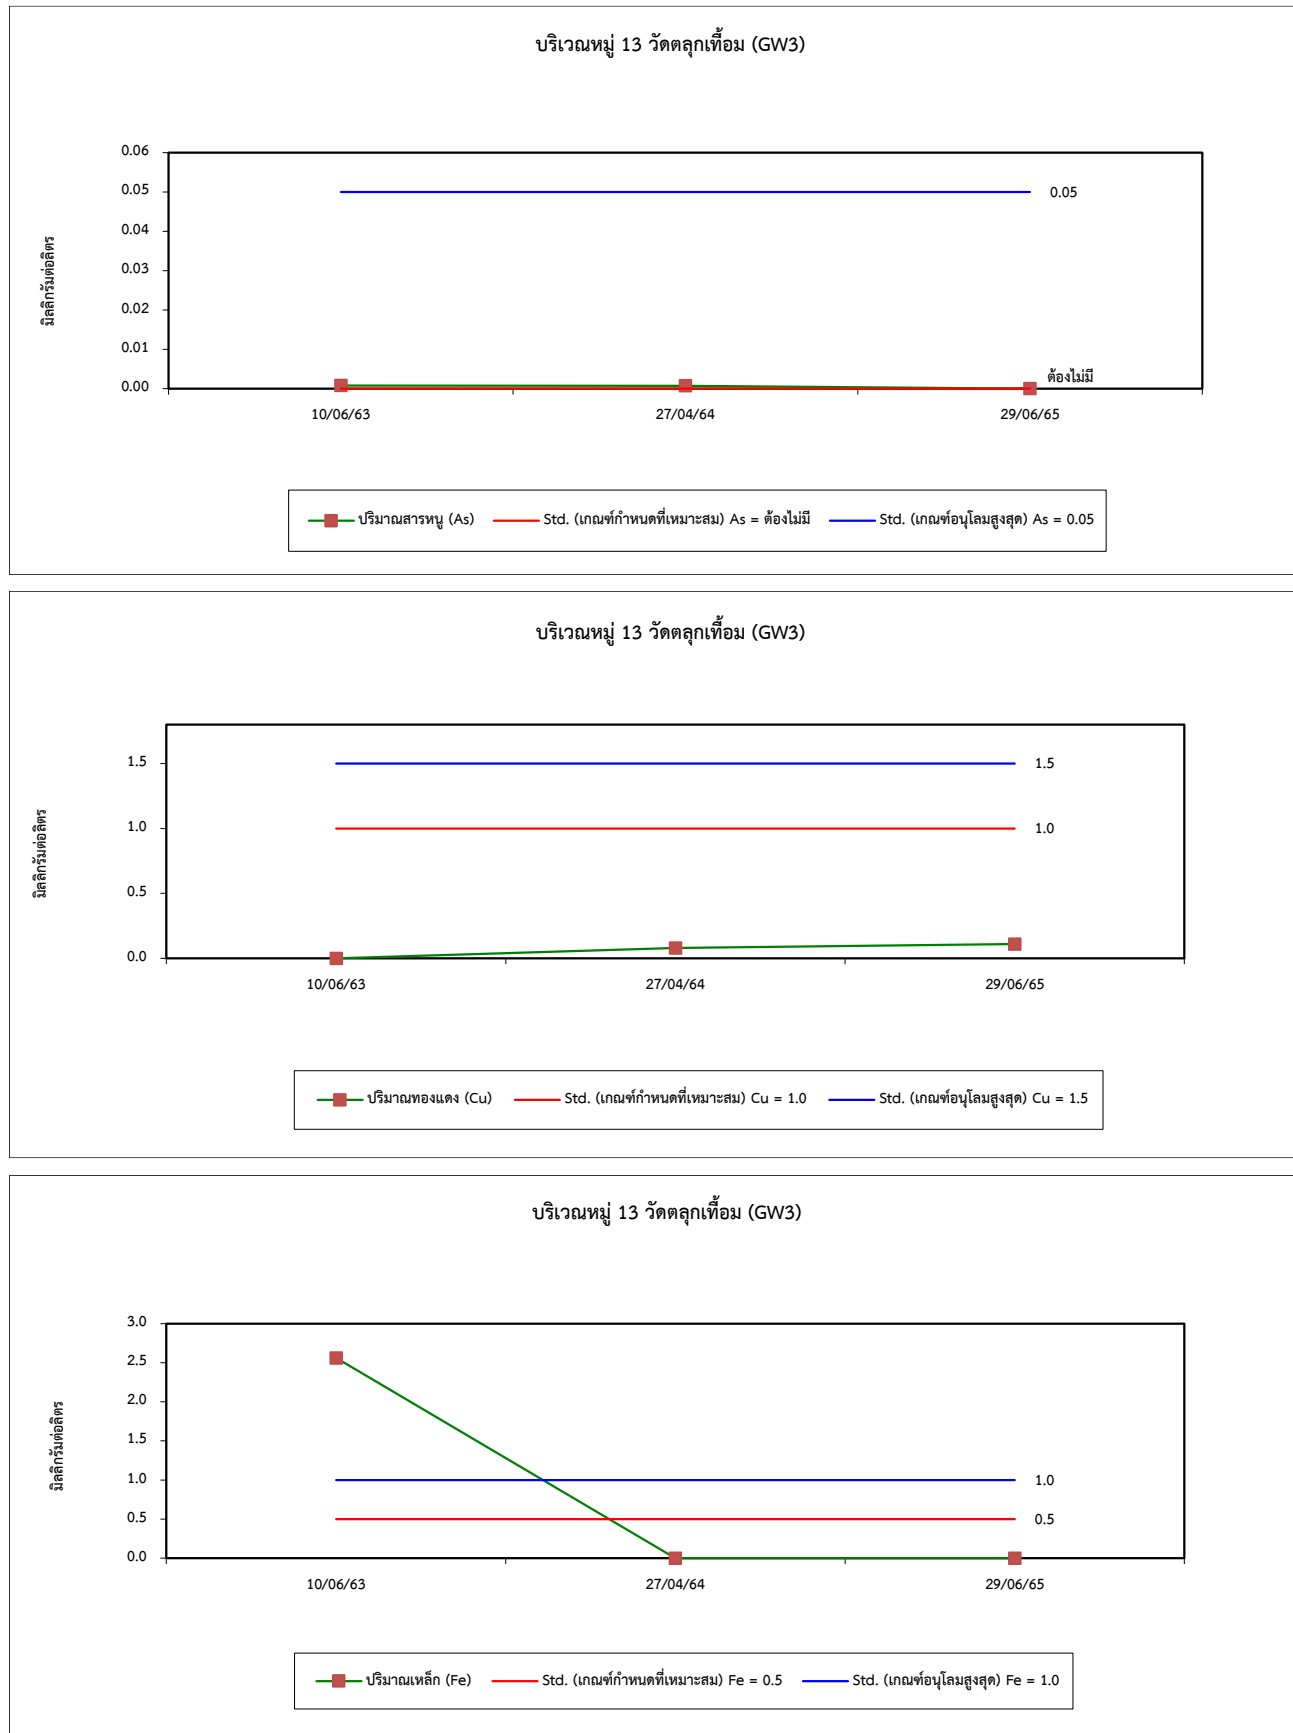 บริเวณหมู่ 13 วัดตลุกเทื้อม (GW3)
มิลลิกรัมต่อลิตร
0.06
0.05
0.04
0.03
0.02
0.01
0.00
0.05
ต้องไม่มี
10/06/63 27/04/64 29/06/65
ปริมาณสารหนู (As) Std. (เกณฑ์กำหนดที่เหมาะสม) As = ต้องไม่มี Std. (เกณฑ์อนุโลมสูงสุด) As = 0.05
บริเวณหมู่ 13 วัดตลุกเทื้อม (GW3)
มิลลิกรัมต่อลิตร
1.5
1.0
0.5
0.0
1.5
1.0
10/06/63 27/04/64 29/06/65
ปริมาณทองแดง (Cu) Std. (เกณฑ์กำหนดที่เหมาะสม) Cu = 1.0 Std. (เกณฑ์อนุโลมสูงสุด) Cu = 1.5
บริเวณหมู่ 13 วัดตลุกเทื้อม (GW3)
มิลลิกรัมต่อลิตร
3.0
2.5
2.0
1.5
1.0
0.5
0.0
1.0
0.5
10/06/63 27/04/64 29/06/65
ปริมาณเหล็ก (Fe) Std. (เกณฑ์กำหนดที่เหมาะสม) Fe = 0.5 Std. (เกณฑ์อนุโลมสูงสุด) Fe = 1.0